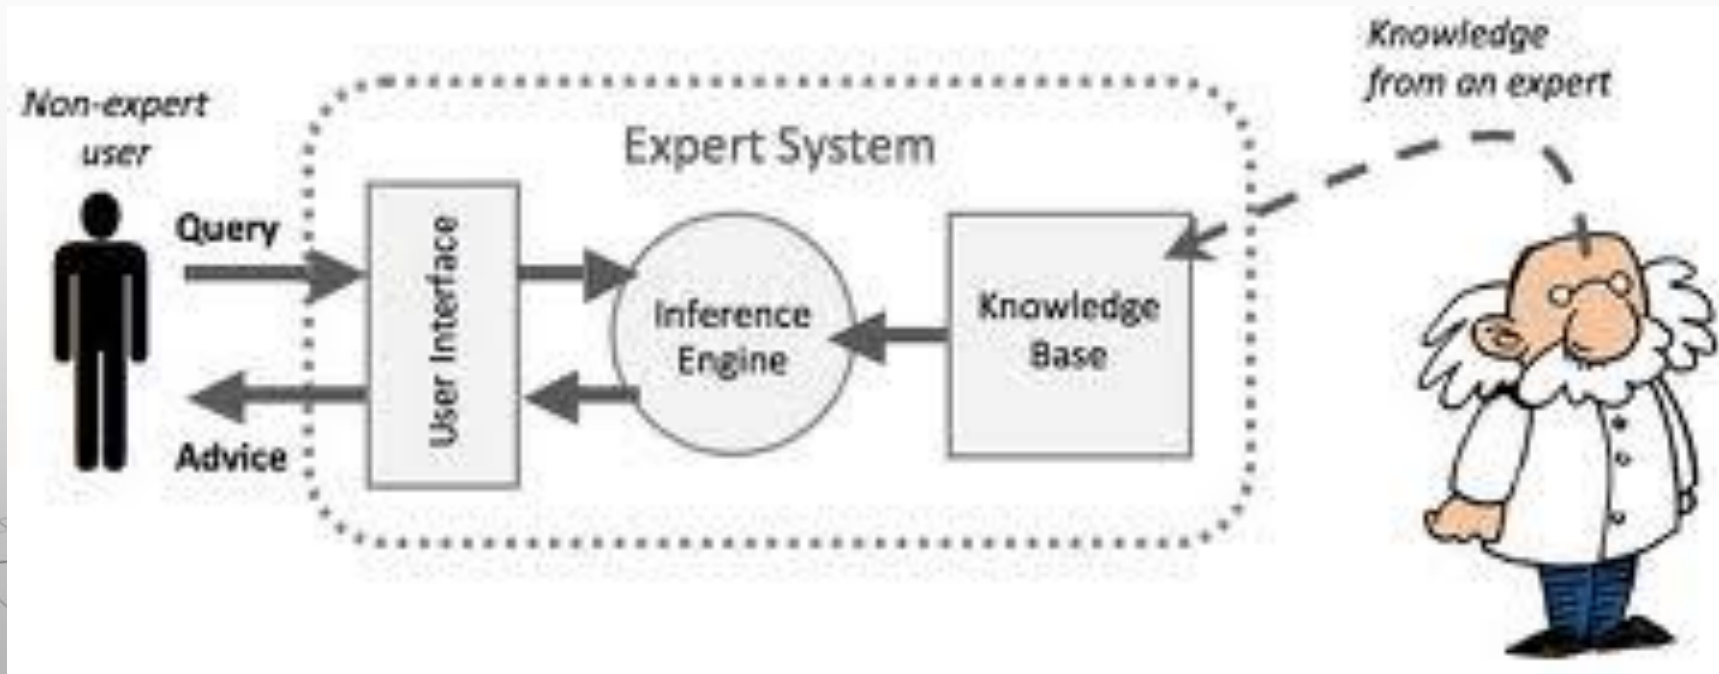 Non-expert
user
Query
Advice
Expert System
User Interface
Inference
Engine
Knowledge
Base
Knowledge
from an expert